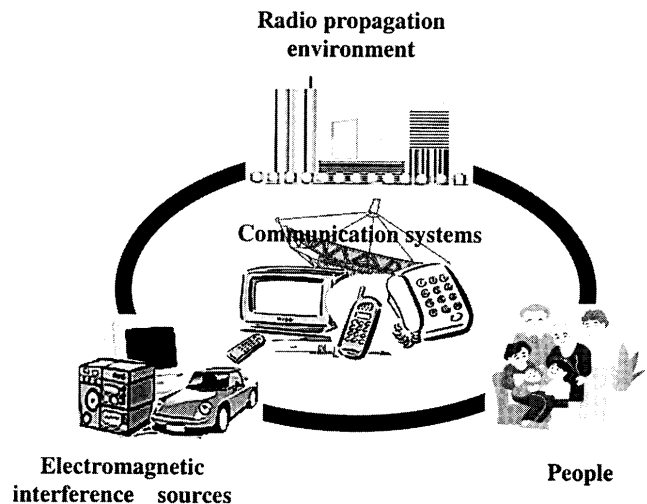 Radio propagation
environment
Communication systems
Electromagnetic
interference sources
People